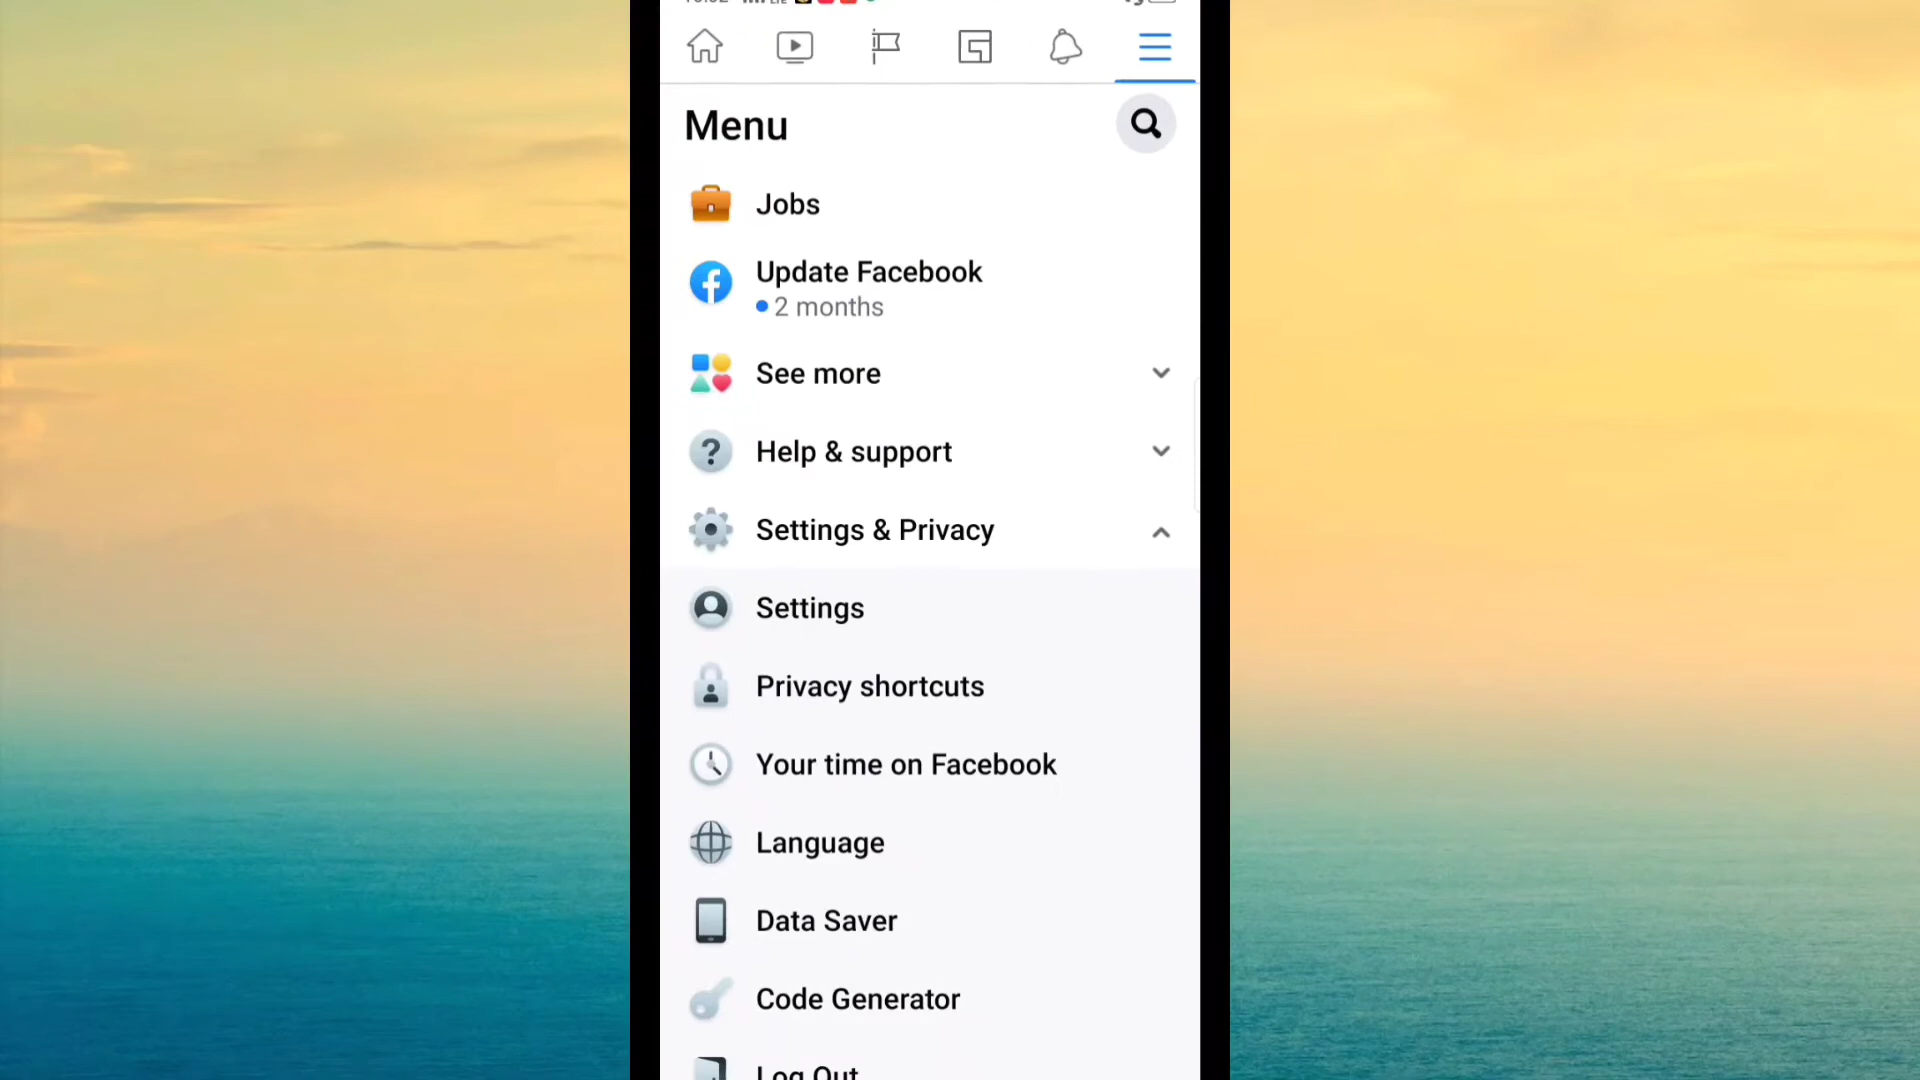 Menu
Jobs
Update Facebook
2 months
See more
Help & support
Settings & Privacy
Settings
Privacy shortcuts
Your time on Facebook
Language
Data Saver
Code Generator
Log Out